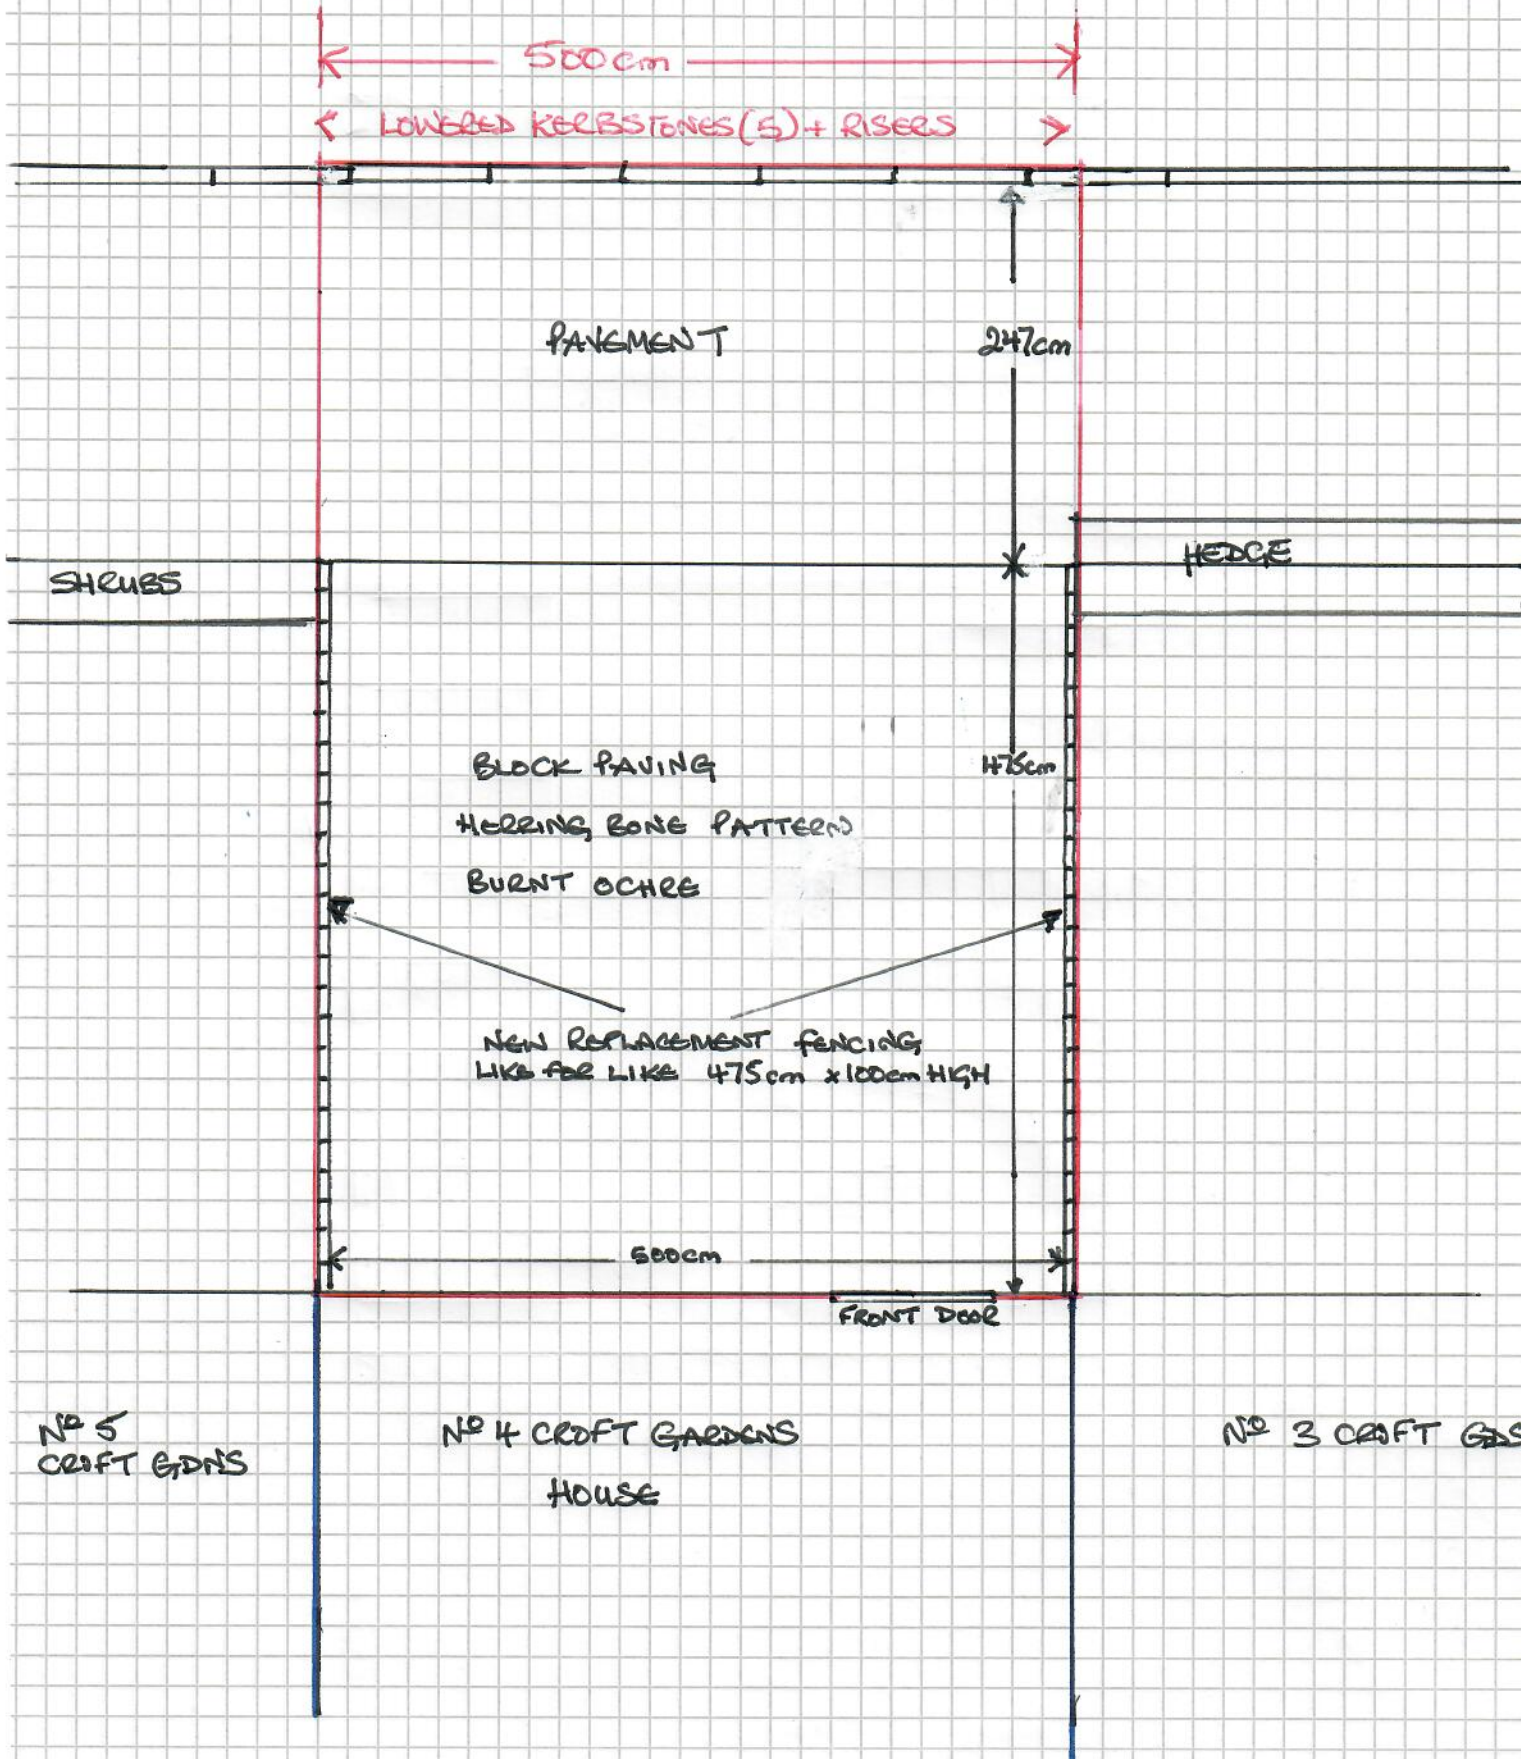 500cm
LOWERED KERBSTONES(5)+ RISERS
PAVEMENT
247cm
HEDGE
SHRUBS
BLOCK PAVING
475cm
HERRING BONE PATTERN
BURNT OCHRE
NEW REPLACEMENT FENCING
LIKE FOR LIKE 475cm x100cm HIGH
500cm
FRONT DOOR
Nº 5
CROFT GDNS
Nº 4 CROFT GARDENS
HOUSE
Nº 3 CROFT GDS